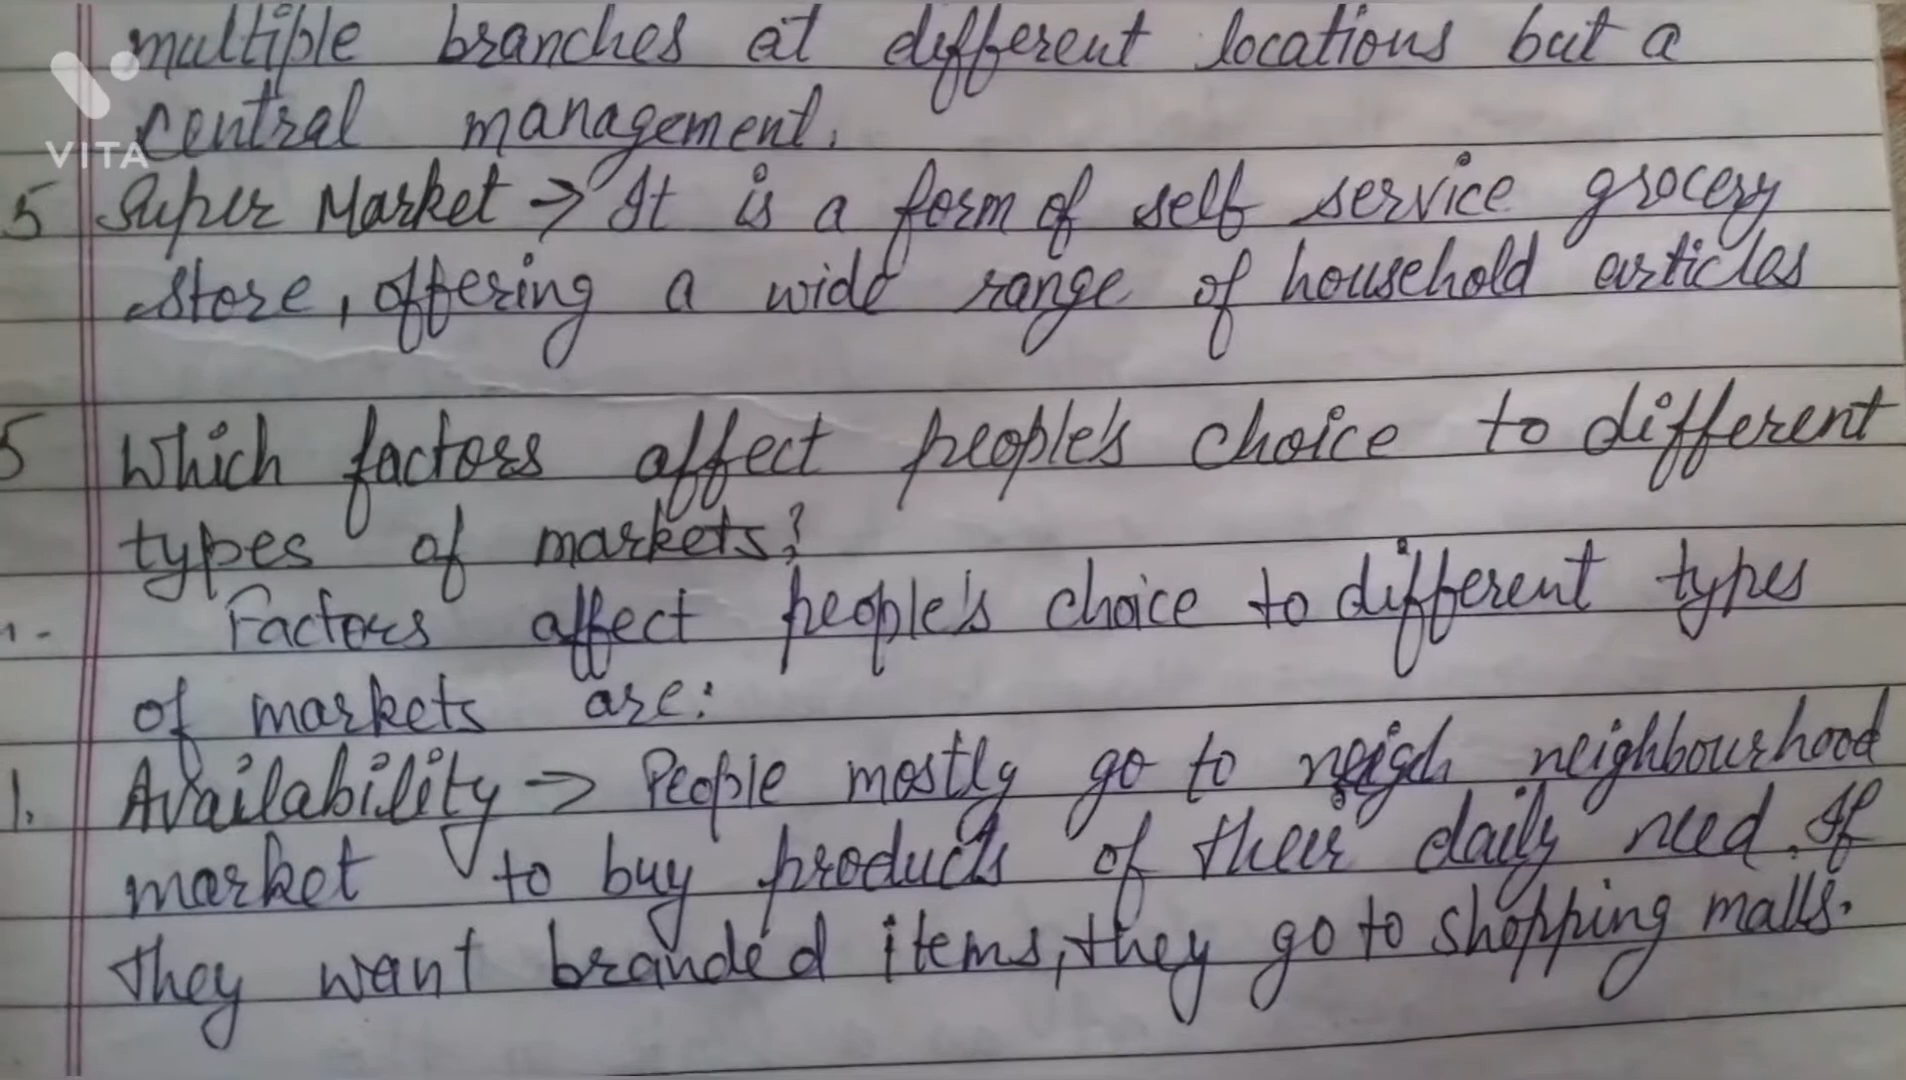 multiple branches at different locations but a
central management.
VITA
5 Super Market → It is a form of self service grocery
store, offering a wide range of household articles
5 Which factors affect people's choice to different
types of markets?
Factors affect people's choice to different types
of markets are:
1. Availability → People mostly go to neighbourhood
market to buy products of their daily need. If
they want branded items, they go to shopping malls.